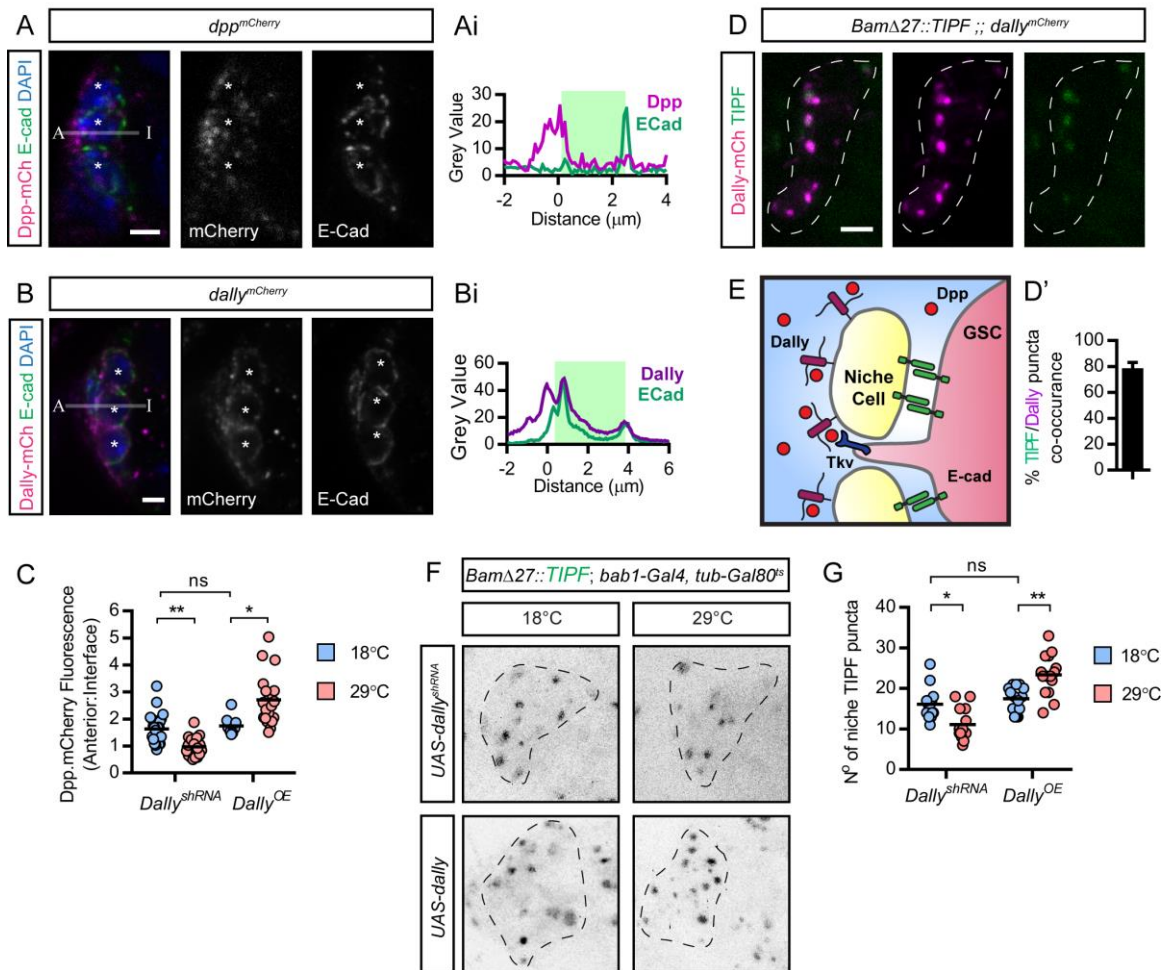 A
dpp^mCherry
Dpp-mCh E-cad DAPI
A
I
*
*
*
*
*
*
*
*
*
mCherry
E-Cad
Ai
Grey Value
30
20
10
0
Dpp
ECad
-2 0 2 4
Distance (µm)
B
dally^mCherry
Dally-mCh E-cad DAPI
A
I
*
*
*
*
*
*
*
*
*
mCherry
E-Cad
Bi
Grey Value
60
40
20
0
Dally
ECad
-2 0 2 4 6
Distance (µm)
C
Dpp.mCherry Fluorescence
(Anterior:Interface)
6
5
4
3
2
1
0
ns
** *
18°C
29°C
Dally^shRNA Dally^OE
D
BamΔ27::TIPF ;; dally^mCherry
Dally-mCh TIPF
E
Dpp
Dally
GSC
Niche
Cell
Tkv
E-cad
D'
% TIPF/Dally puncta
co-occurance
100
80
60
40
20
0
F
BamΔ27::TIPF; bab1-Gal4, tub-Gal80^ts
18°C 29°C
UAS-dally^shRNA
UAS-dally
G
Nº of niche TIPF puncta
40
30
20
10
0
ns
* **
18°C
29°C
Dally^shRNA Dally^OE